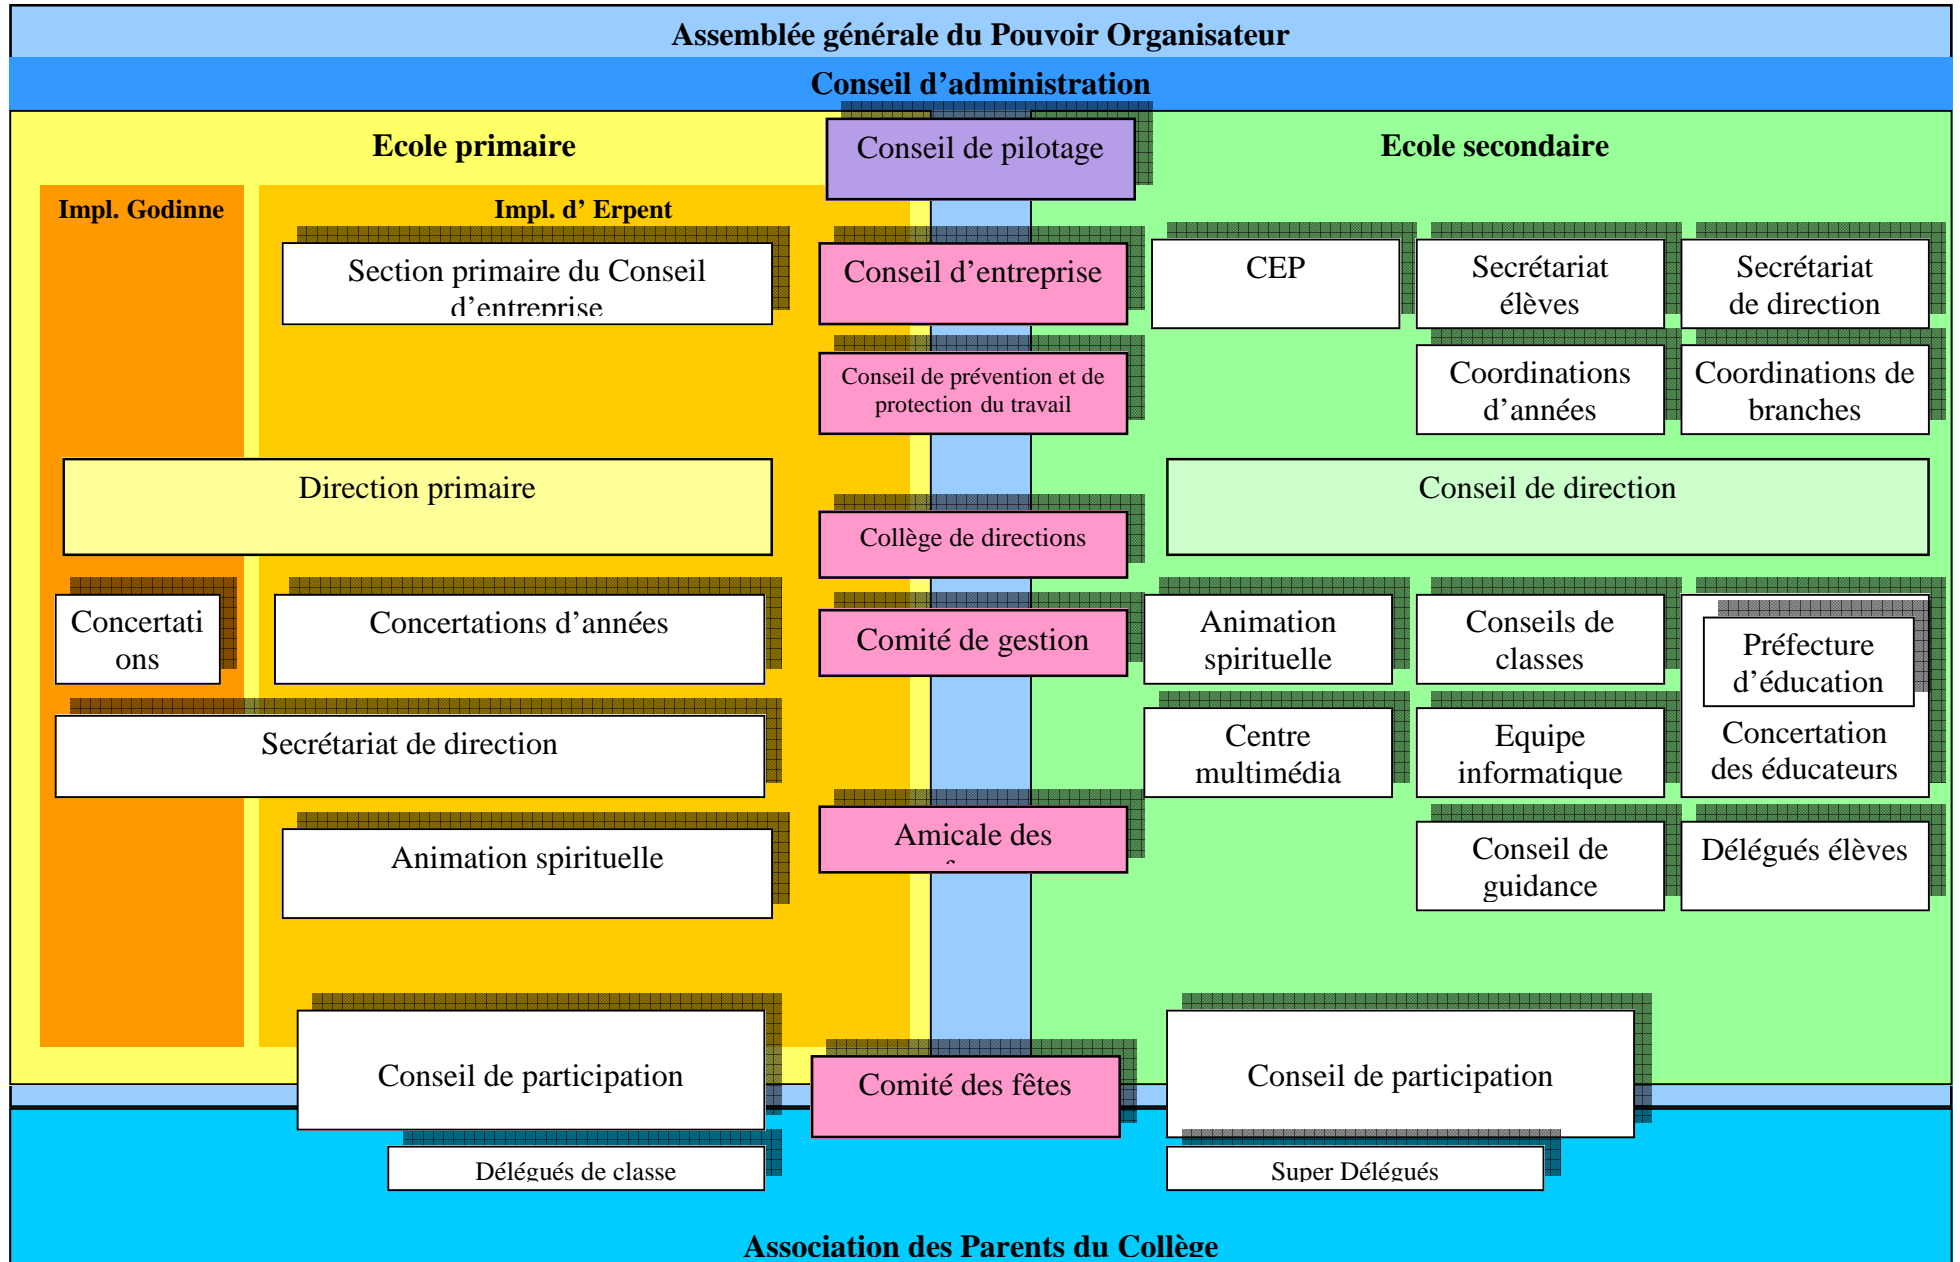 Assemblée générale du Pouvoir Organisateur
Conseil d’administration
Ecole primaire
Conseil de pilotage
Ecole secondaire
Impl. Godinne
Impl. d’ Erpent
Section primaire du Conseil
d’entreprise
Conseil d’entreprise
CEP
Secrétariat
élèves
Secrétariat
de direction
Conseil de prévention et de
protection du travail
Coordinations
d’années
Coordinations de
branches
Direction primaire
Collège de directions
Conseil de direction
Concertati
ons
Concertations d’années
Comité de gestion
Animation
spirituelle
Conseils de
classes
Préfecture
d’éducation
Secrétariat de direction
Centre
multimédia
Equipe
informatique
Concertation
des éducateurs
Animation spirituelle
Amicale des
Conseil de
guidance
Délégués élèves
Conseil de participation
Comité des fêtes
Conseil de participation
Délégués de classe
Super Délégués
Association des Parents du Collège